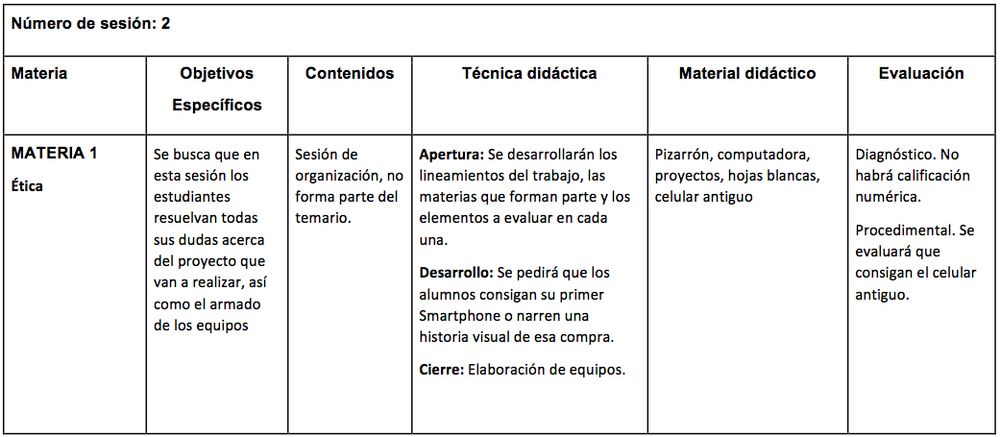 Número de sesión: 2
Materia
Objetivos
Específicos
Contenidos
Técnica didáctica
Material didáctico
Evaluación
MATERIA 1
Ética
Se busca que en
esta sesión los
estudiantes
resuelvan todas
sus dudas acerca
del proyecto que
van a realizar, así
como el armado
de los equipos
Sesión de
organización, no
forma parte del
temario.
Apertura: Se desarrollarán los
lineamientos del trabajo, las
materias que forman parte y los
elementos a evaluar en cada
una.
Desarrollo: Se pedirá que los
alumnos consigan su primer
Smartphone o narren una
historia visual de esa compra.
Cierre: Elaboración de equipos.
Pizarrón, computadora,
proyectos, hojas blancas,
celular antiguo
Diagnóstico. No
habrá calificación
numérica.
Procedimental. Se
evaluará que
consigan el celular
antiguo.